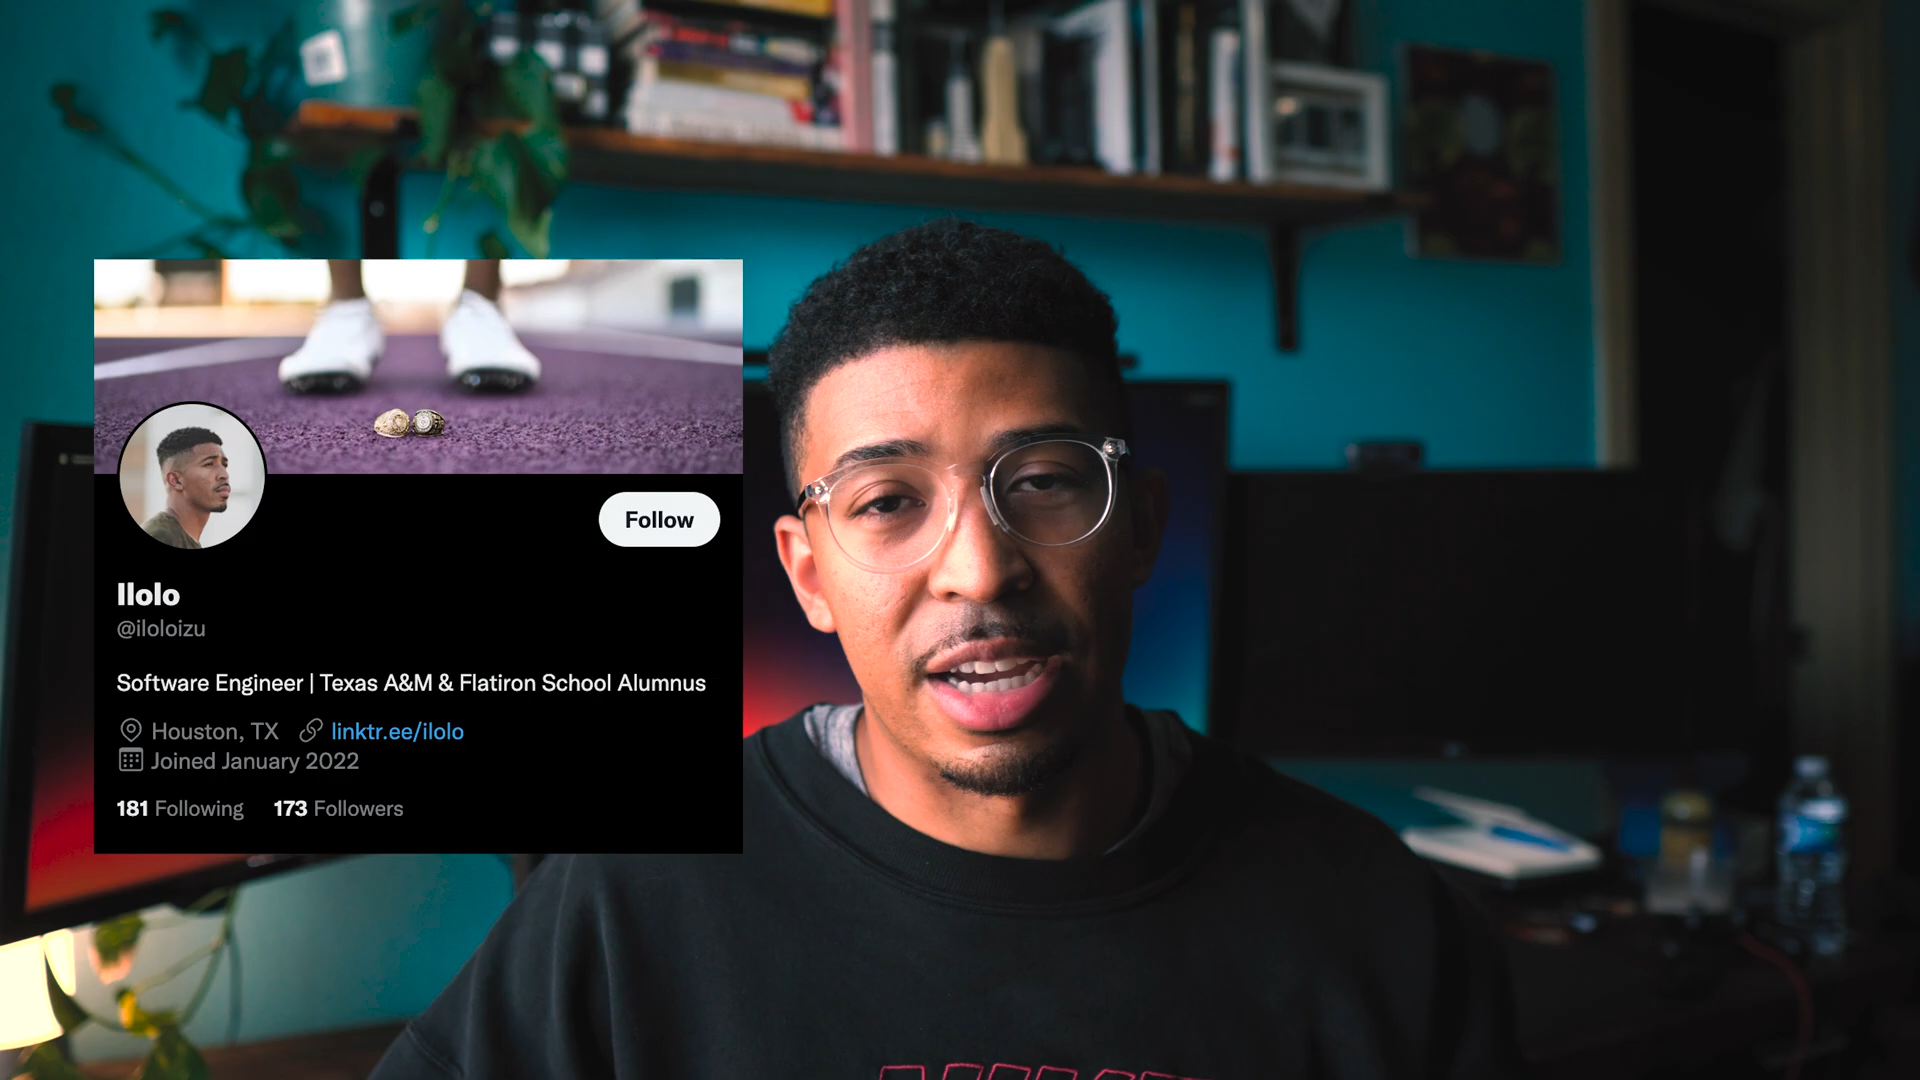 Follow
Ilolo
@iloloizu
Software Engineer | Texas A&M & Flatiron School Alumnus
Houston, TX linktr.ee/ilolo
Joined January 2022
181 Following 173 Followers